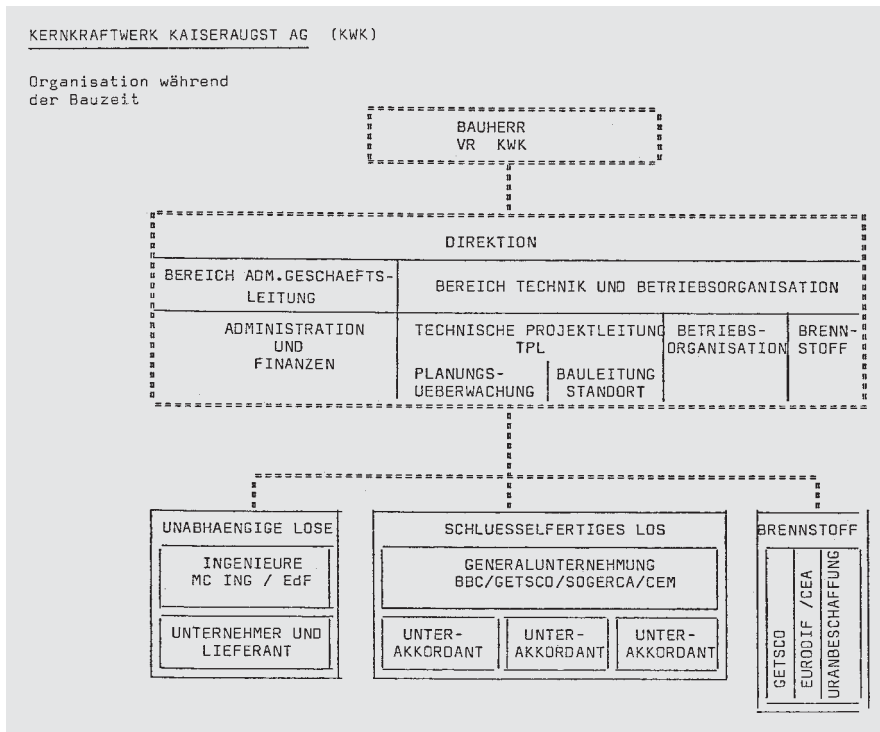 KERNKRAFTWERK KAISERAUGST AG (KWK)
Organisation während
der Bauzeit
BAUHERR
VR KWK
DIREKTION
BEREICH ADM.GESCHAEFTS-
LEITUNG
BEREICH TECHNIK UND BETRIEBSORGANISATION
ADMINISTRATION
UND
FINANZEN
TECHNISCHE PROJEKTLEITUNG
TPL
PLANUNGS-
UEBERWACHUNG
BAULEITUNG
STANDORT
BETRIEBS-
ORGANISATION
BRENN-
STOFF
UNABHAENGIGE LOSE
INGENIEURE
MC ING / EdF
UNTERNEHMER UND
LIEFERANT
SCHLUESSELFERTIGES LOS
GENERALUNTERNEHMUNG
BBC/GETSCO/SOGERCA/CEM
UNTER-
AKKORDANT
UNTER-
AKKORDANT
UNTER-
AKKORDANT
BRENNSTOFF
GETSCO
EURODIF /CEA
URANBESCHAFFUNG